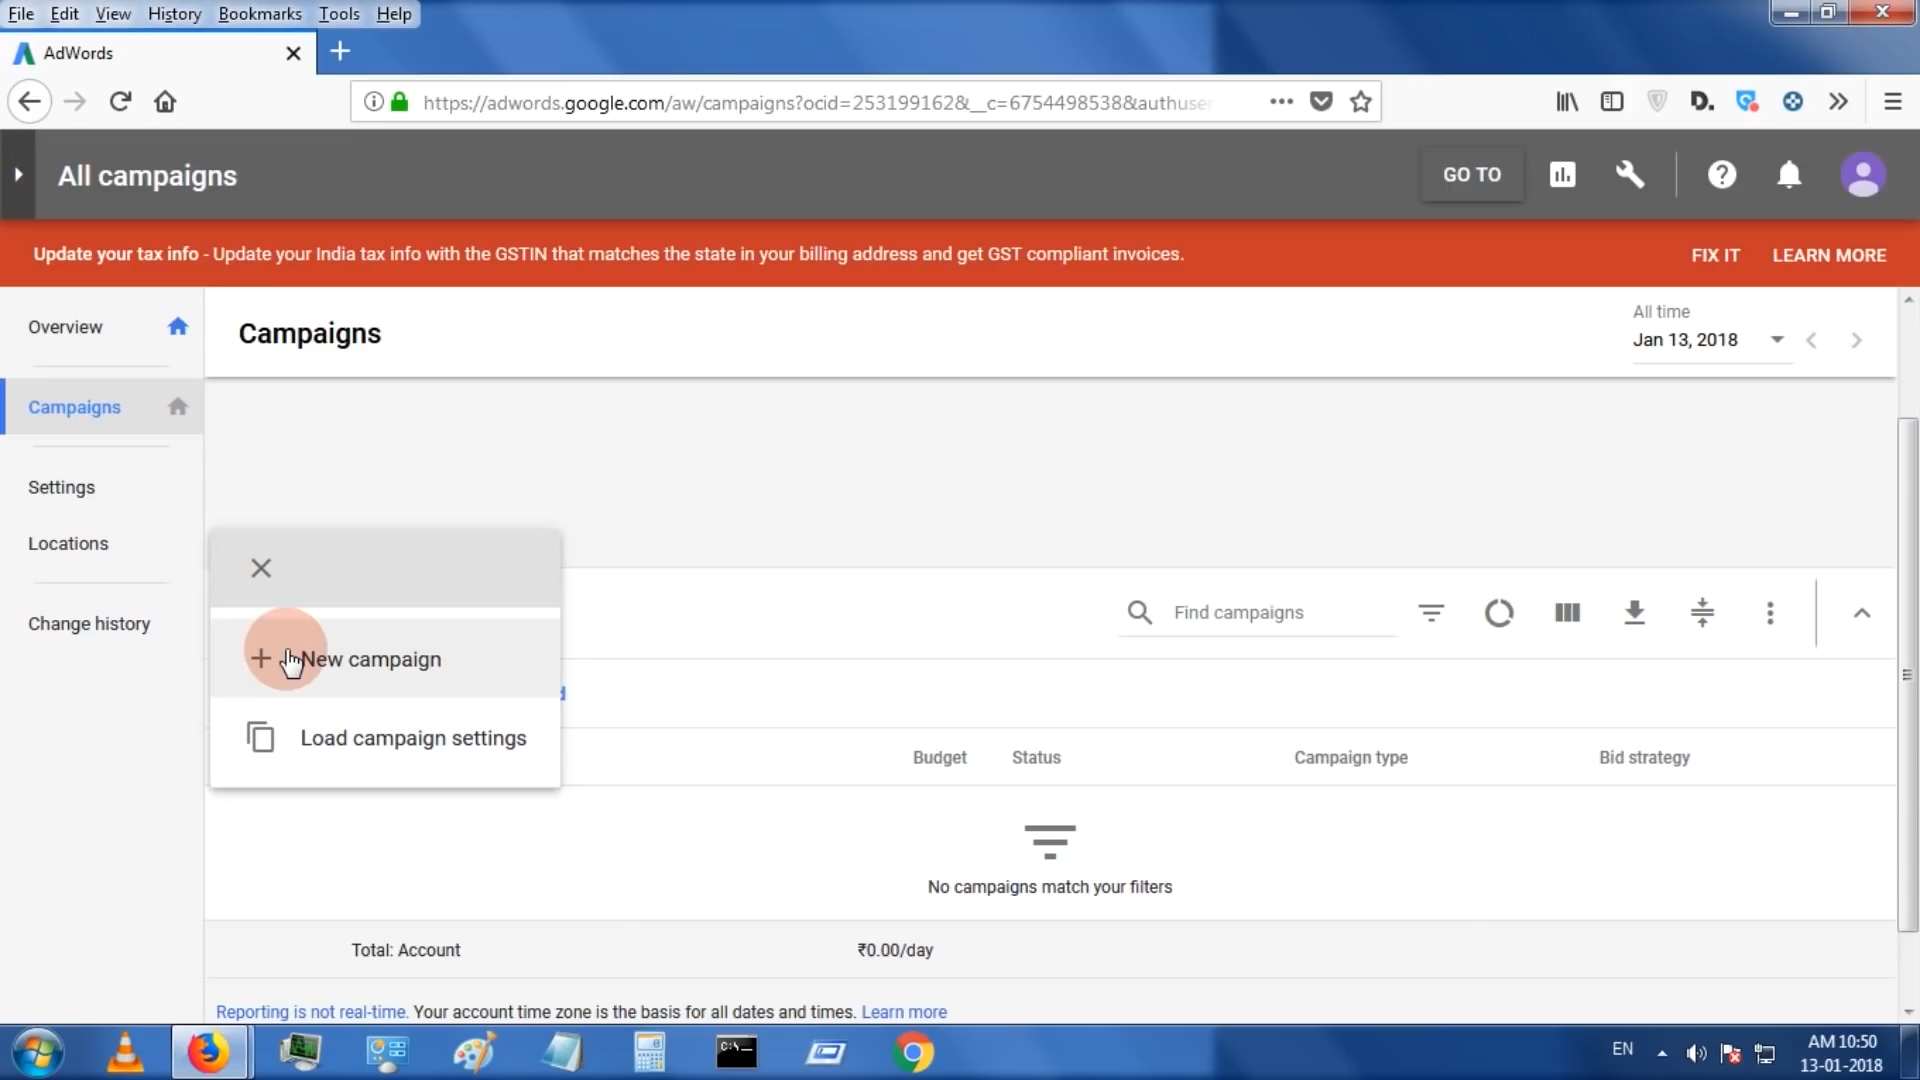 File Edit View History Bookmarks Tools Help
AdWords
https://adwords.google.com/aw/campaigns?ocid=253199162&__c=6754498538&authuser
D.
All campaigns
GO TO
Update your tax info - Update your India tax info with the GSTIN that matches the state in your billing address and get GST compliant invoices.
FIX IT LEARN MORE
Overview
Campaigns
All time
Jan 13, 2018
Campaigns
Settings
Locations
Change history
New campaign
Load campaign settings
Find campaigns
Budget Status Campaign type Bid strategy
No campaigns match your filters
Total: Account ₹0.00/day
Reporting is not real-time. Your account time zone is the basis for all dates and times. Learn more
C:\
EN
AM 10:50
13-01-2018